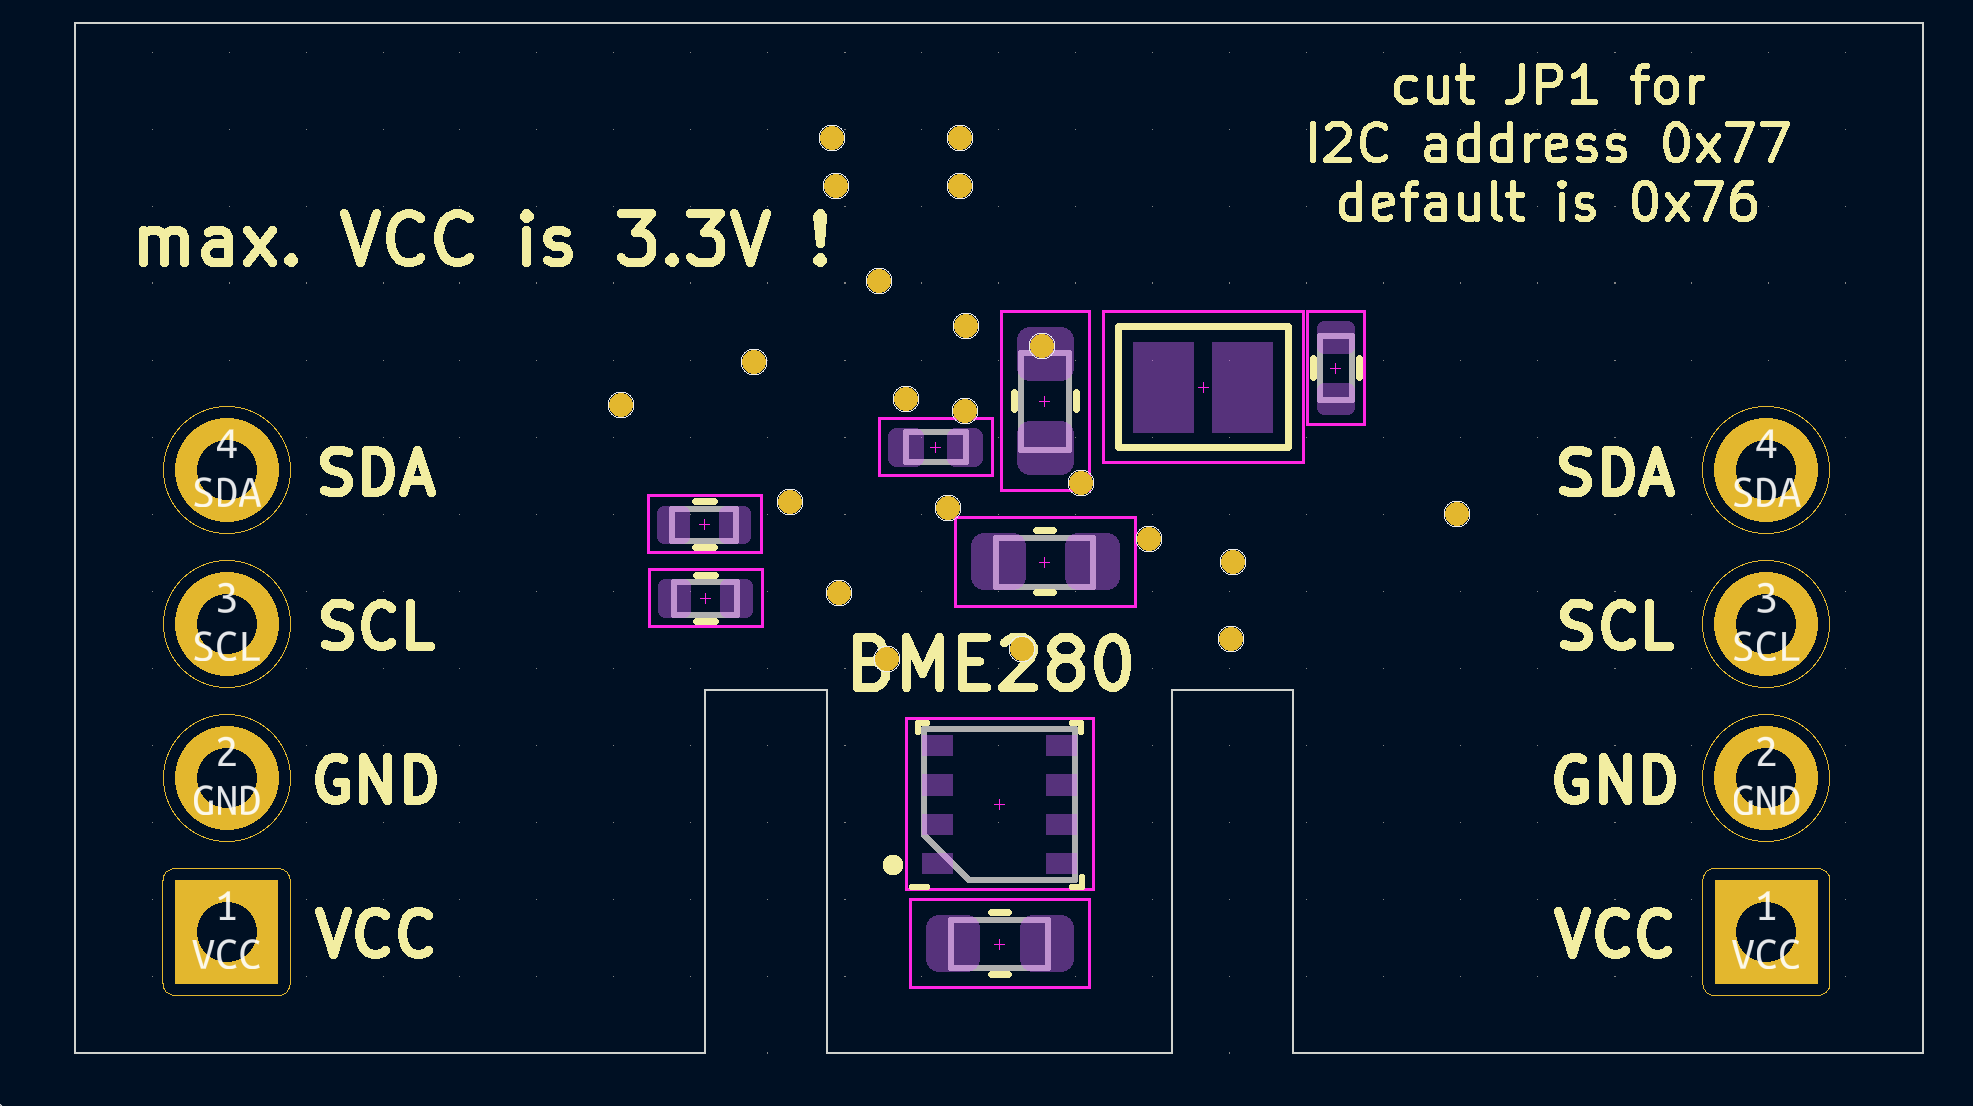 cut JP1 for
I2C address 0x77
default is 0x76
max. VCC is 3.3V !
4
SDA
SDA
3
SCL
SCL
2
GND
GND
1
VCC
VCC
BME280
SDA
4
SDA
SCL
3
SCL
GND
2
GND
VCC
1
VCC